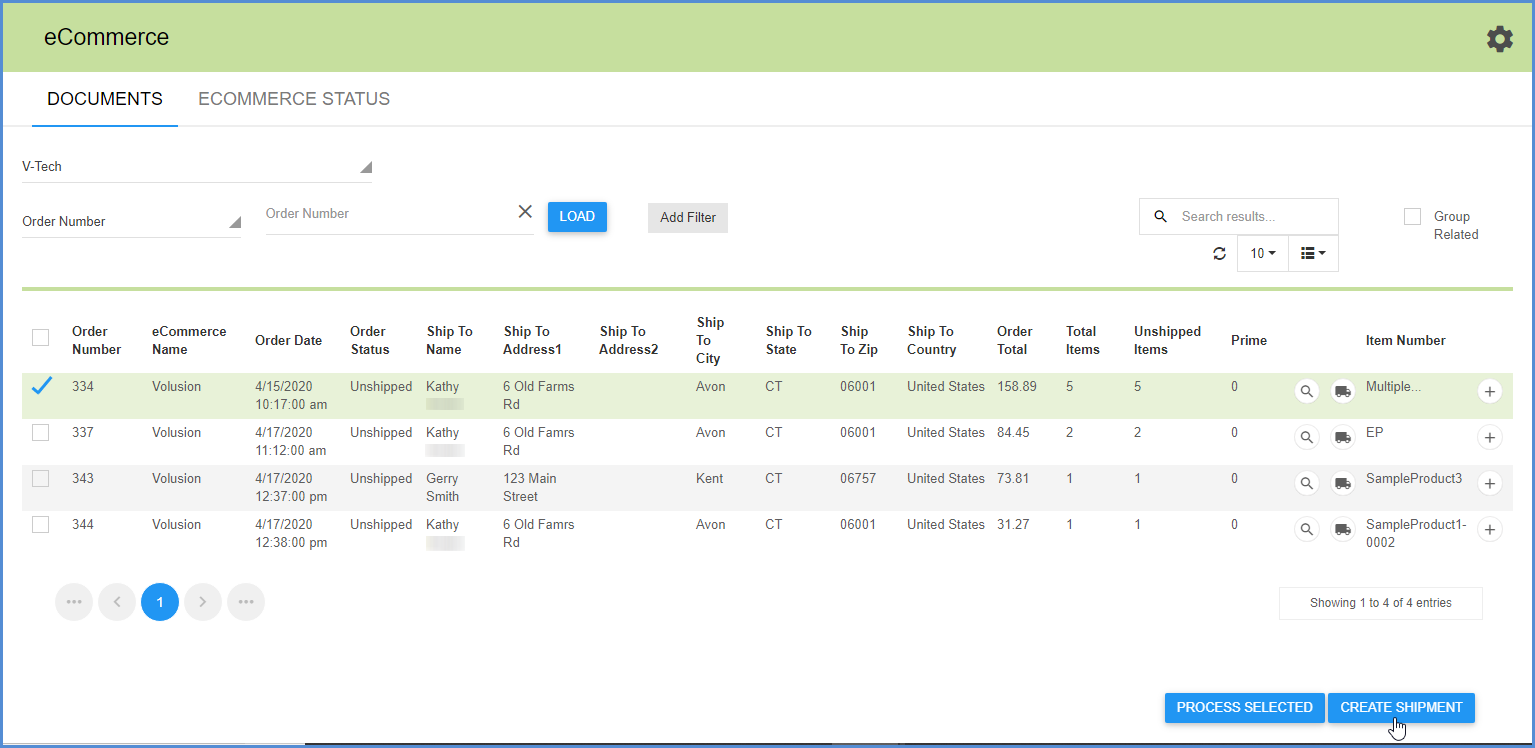 eCommerce
DOCUMENTS ECOMMERCE STATUS
V-Tech
Order Number Order Number LOAD Add Filter Search results... Group
Related
10
Order eCommerce Order Date Order Ship To Ship To Ship To Ship Ship To Ship Ship To Order Total Unshipped Prime Item Number
Number Name Status Name Address1 Address2 To State To Zip Country Total Items Items
City
334 Volusion 4/15/2020 Unshipped Kathy 6 Old Farms Avon CT 06001 United States 158.89 5 5 0 Multiple...
10:17:00 am Rd
337 Volusion 4/17/2020 Unshipped Kathy 6 Old Famrs Avon CT 06001 United States 84.45 2 2 0 EP
11:12:00 am Rd
343 Volusion 4/17/2020 Unshipped Gerry 123 Main Kent CT 06757 United States 73.81 1 1 0 SampleProduct3
12:37:00 pm Smith Street
344 Volusion 4/17/2020 Unshipped Kathy 6 Old Famrs Avon CT 06001 United States 31.27 1 1 0 SampleProduct1-
12:38:00 pm Rd 0002
1 Showing 1 to 4 of 4 entries
PROCESS SELECTED CREATE SHIPMENT